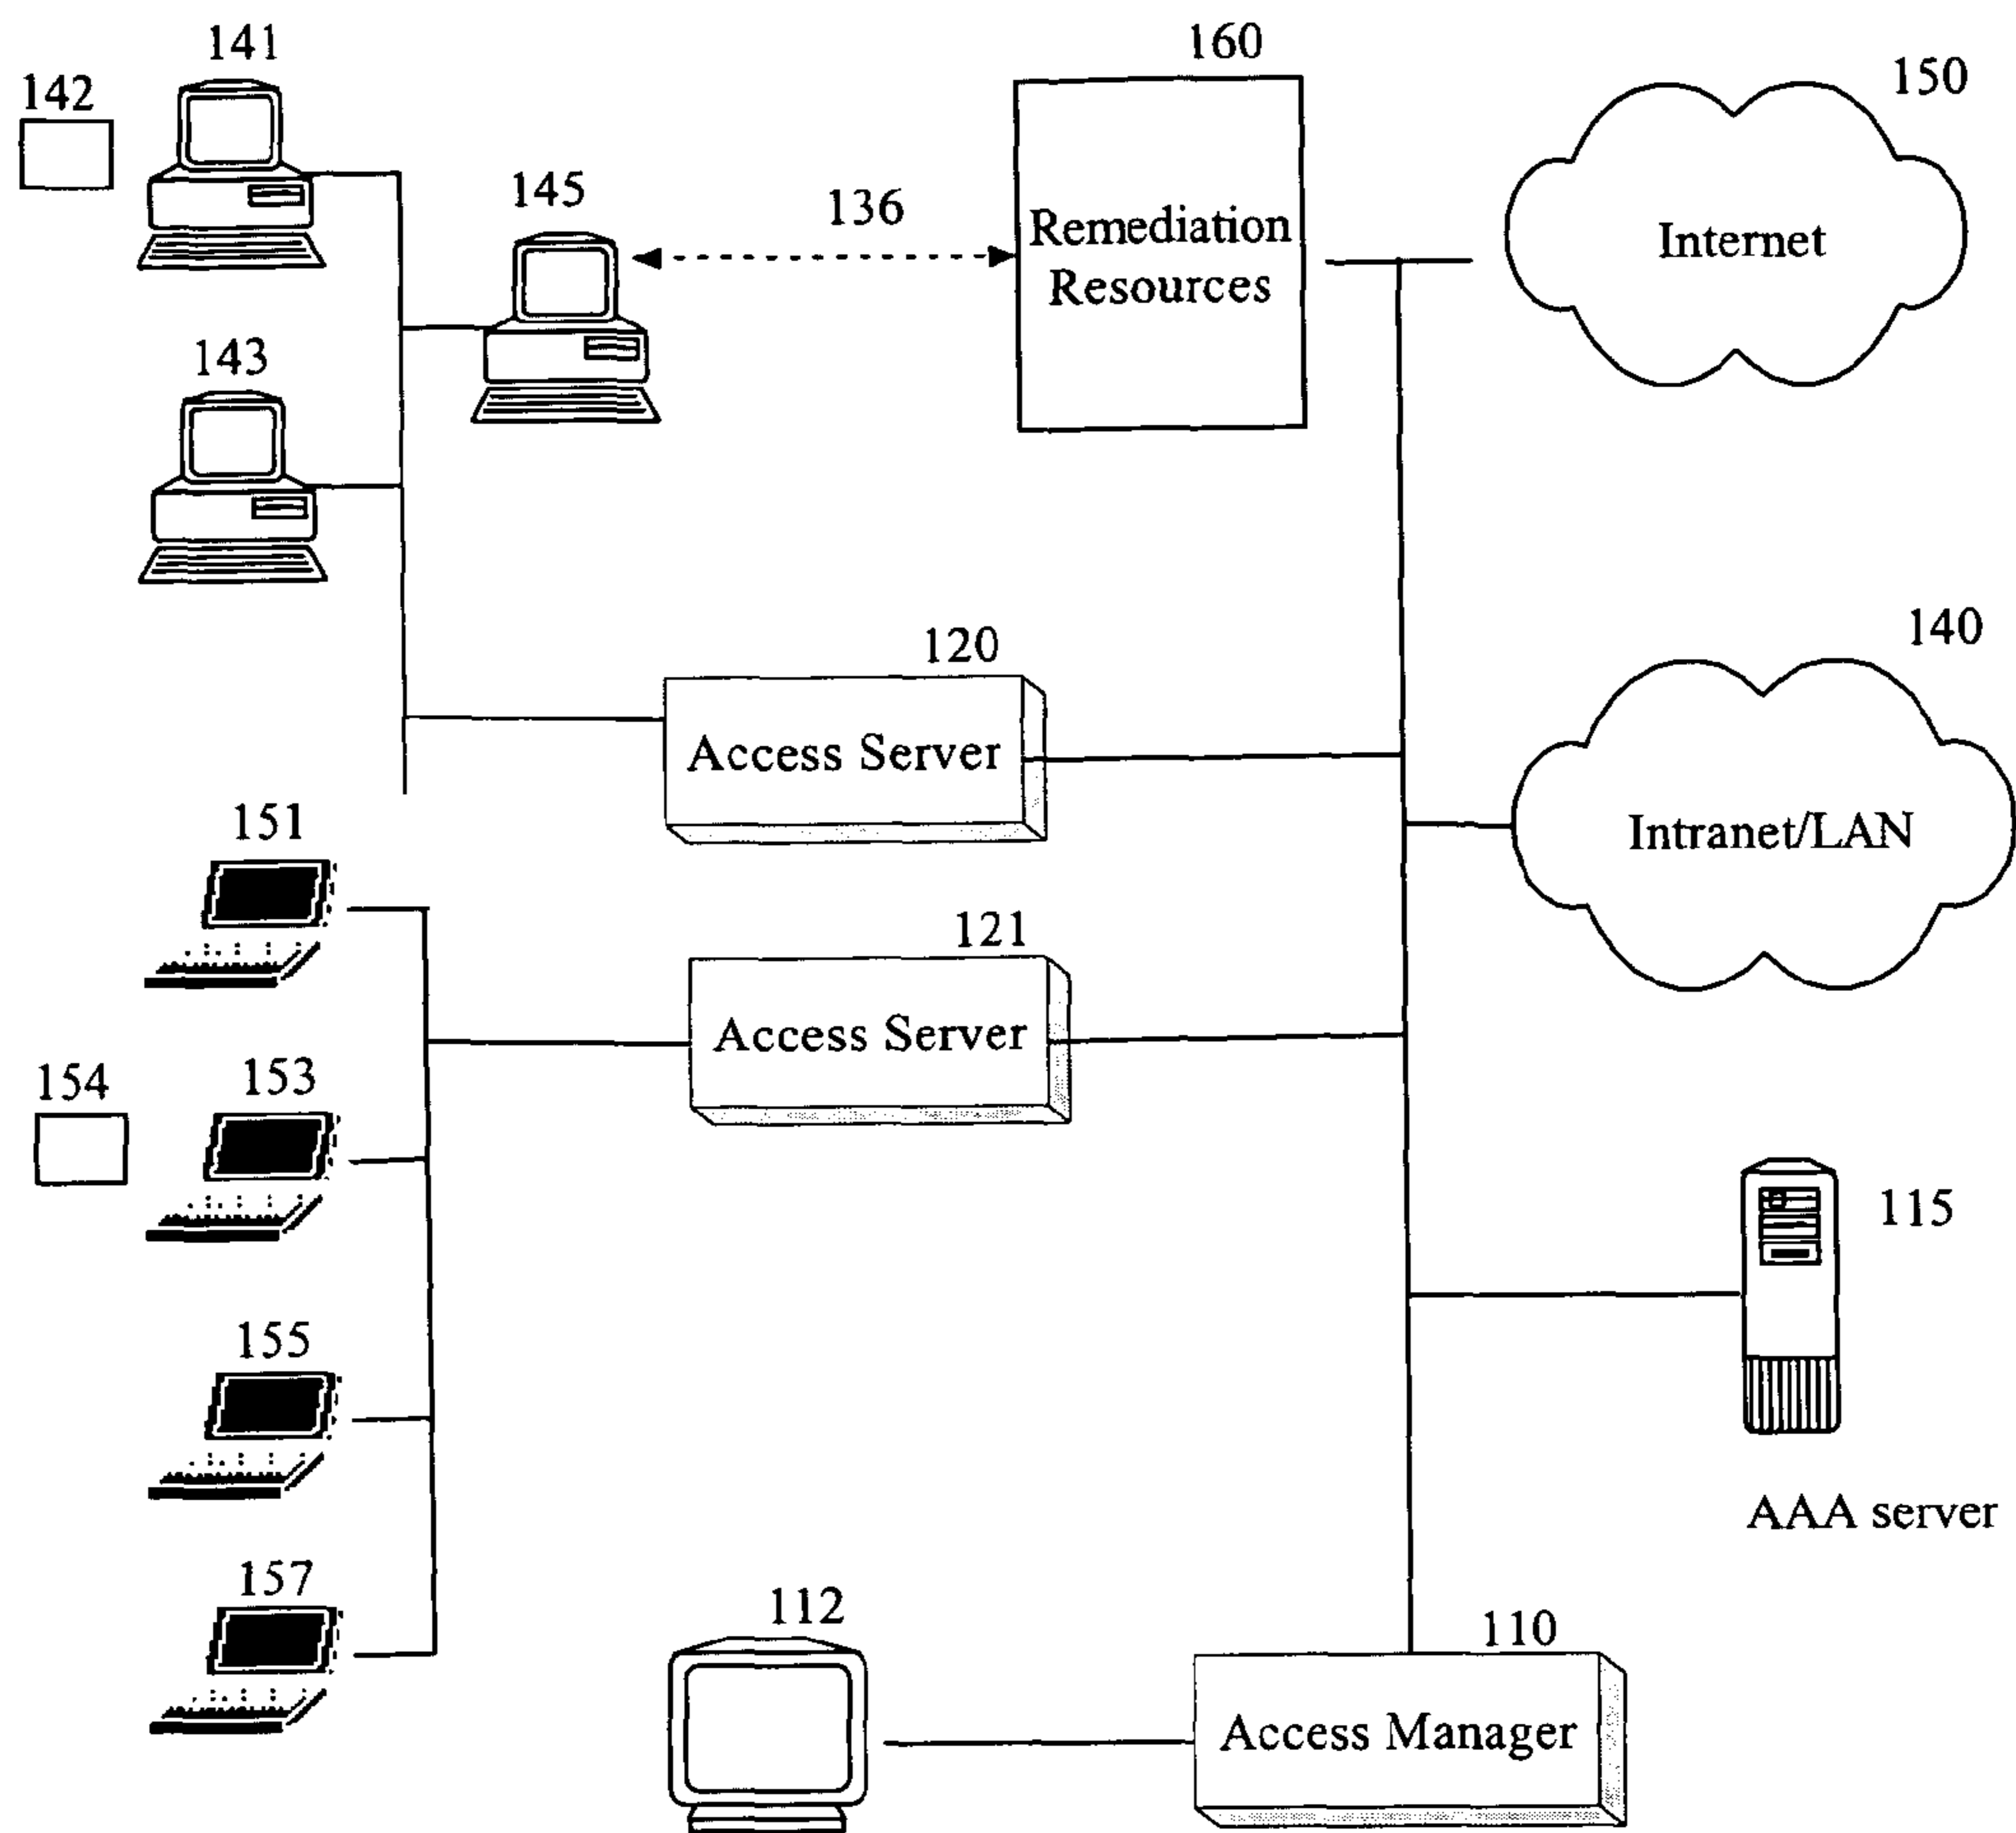 141
160
150
142
145
136
Remediation
Resources
Internet
143
140
120
Access Server
Intranet/LAN
151
121
Access Server
153
154
115
155
AAA server
157
112
110
Access Manager